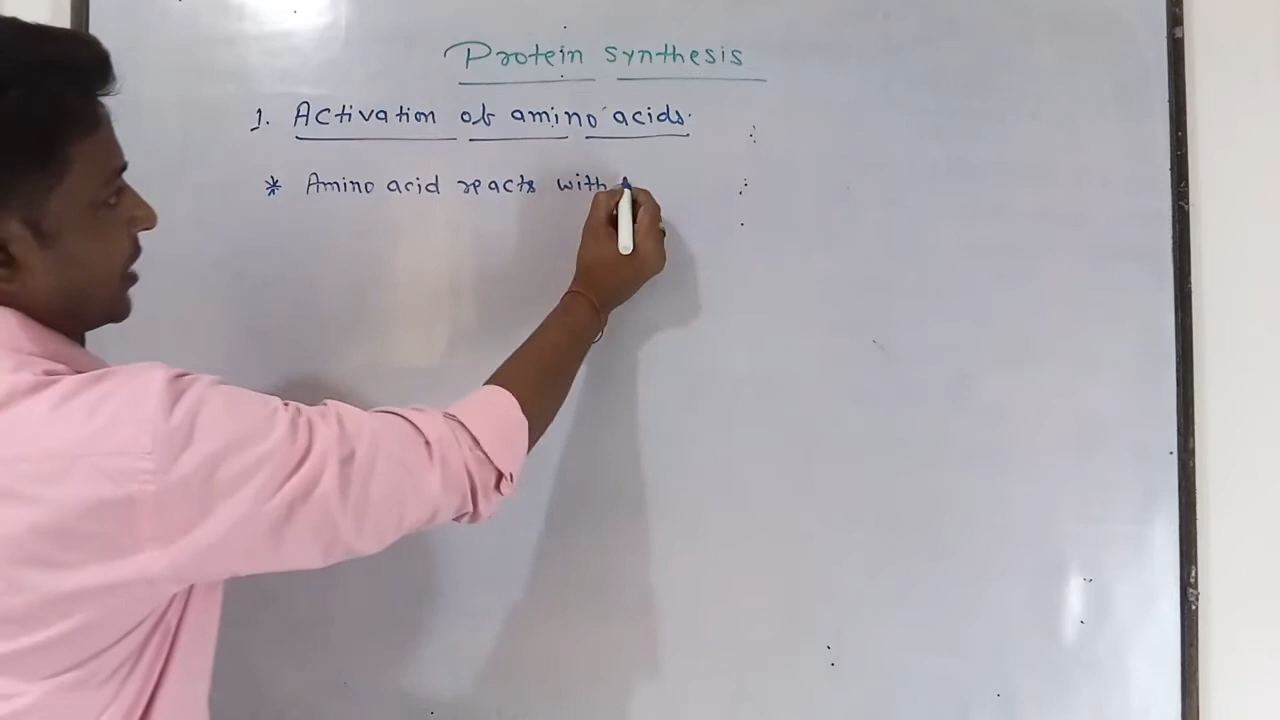 Protein synthesis
1. Activation of amino acids.
* Amino acid reacts with